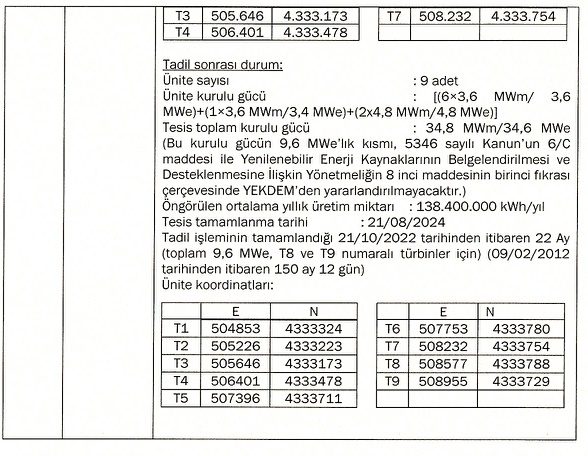 T3 505.646 4.333.173 T7 508.232 4.333.754
T4 506.401 4.333.478
Tadil sonrası durum:
Ünite sayısı : 9 adet
Ünite kurulu gücü : [(6×3,6 MWm/ 3,6
MWe)+(1×3,6 MWm/3,4 MWe)+(2x4,8 MWm/4,8 MWe)]
Tesis toplam kurulu gücü : 34,8 MWm/34,6 MWe
(Bu kurulu gücün 9,6 MWe'lık kısmı, 5346 sayılı Kanun'un 6/C
maddesi ile Yenilenebilir Enerji Kaynaklarının Belgelendirilmesi ve
Desteklenmesine İlişkin Yönetmeliğin 8 inci maddesinin birinci fıkrası
çerçevesinde YEKDEM'den yararlandırılmayacaktır.)
Öngörülen ortalama yıllık üretim miktarı : 138.400.000 kWh/yıl
Tesis tamamlanma tarihi : 21/08/2024
Tadil işleminin tamamlandığı 21/10/2022 tarihinden itibaren 22 Ay
(toplam 9,6 MWe, T8 ve T9 numaralı türbinler için) (09/02/2012
tarihinden itibaren 150 ay 12 gün)
Ünite koordinatları:
E N E N
T1 504853 4333324 T6 507753 4333780
T2 505226 4333223 T7 508232 4333754
T3 505646 4333173 T8 508577 4333788
T4 506401 4333478 T9 508955 4333729
T5 507396 4333711